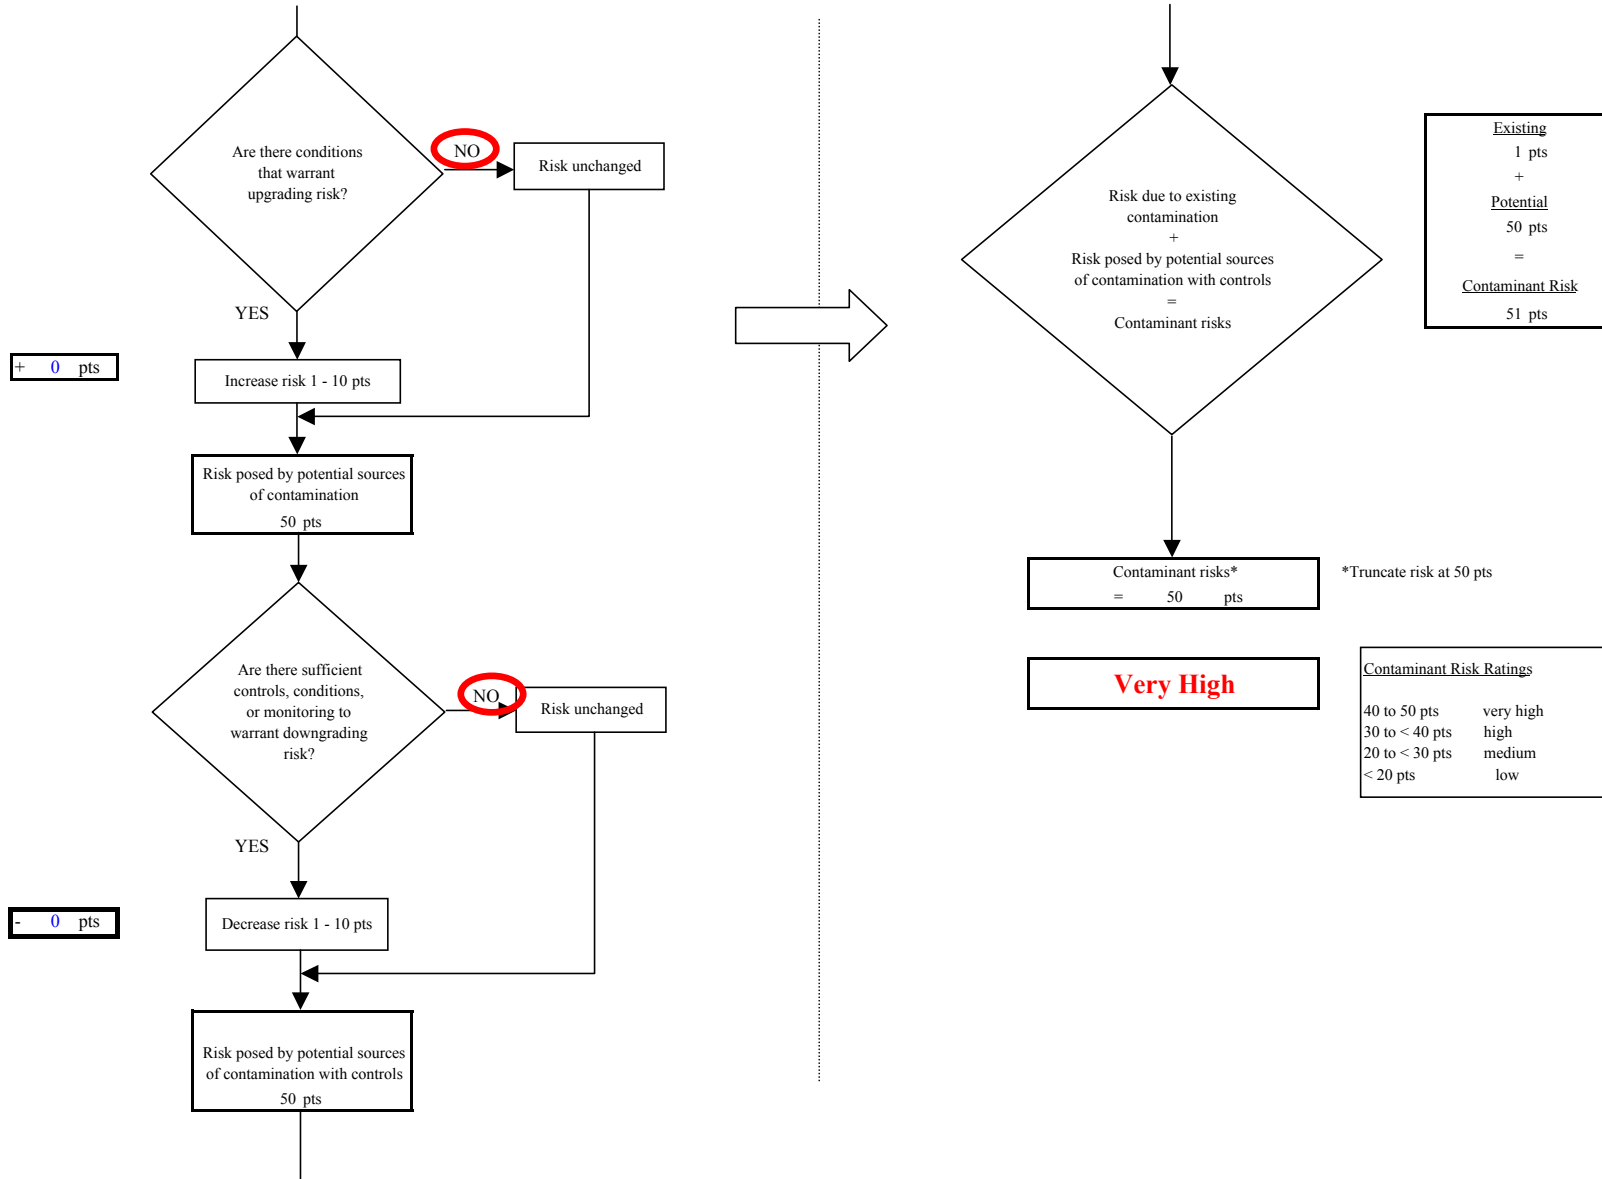 Are there conditions
that warrant
upgrading risk?
NO
Risk unchanged
YES
+ 0 pts
Increase risk 1 - 10 pts
Risk posed by potential sources
of contamination
50 pts
Are there sufficient
controls, conditions,
or monitoring to
warrant downgrading
risk?
NO
Risk unchanged
YES
- 0 pts
Decrease risk 1 - 10 pts
Risk posed by potential sources
of contamination with controls
50 pts
Risk due to existing
contamination
+
Risk posed by potential sources
of contamination with controls
=
Contaminant risks
Existing
1 pts
+
Potential
50 pts
=
Contaminant Risk
51 pts
Contaminant risks*
= 50 pts
*Truncate risk at 50 pts
Very High
Contaminant Risk Ratings
40 to 50 pts very high
30 to < 40 pts high
20 to < 30 pts medium
< 20 pts low